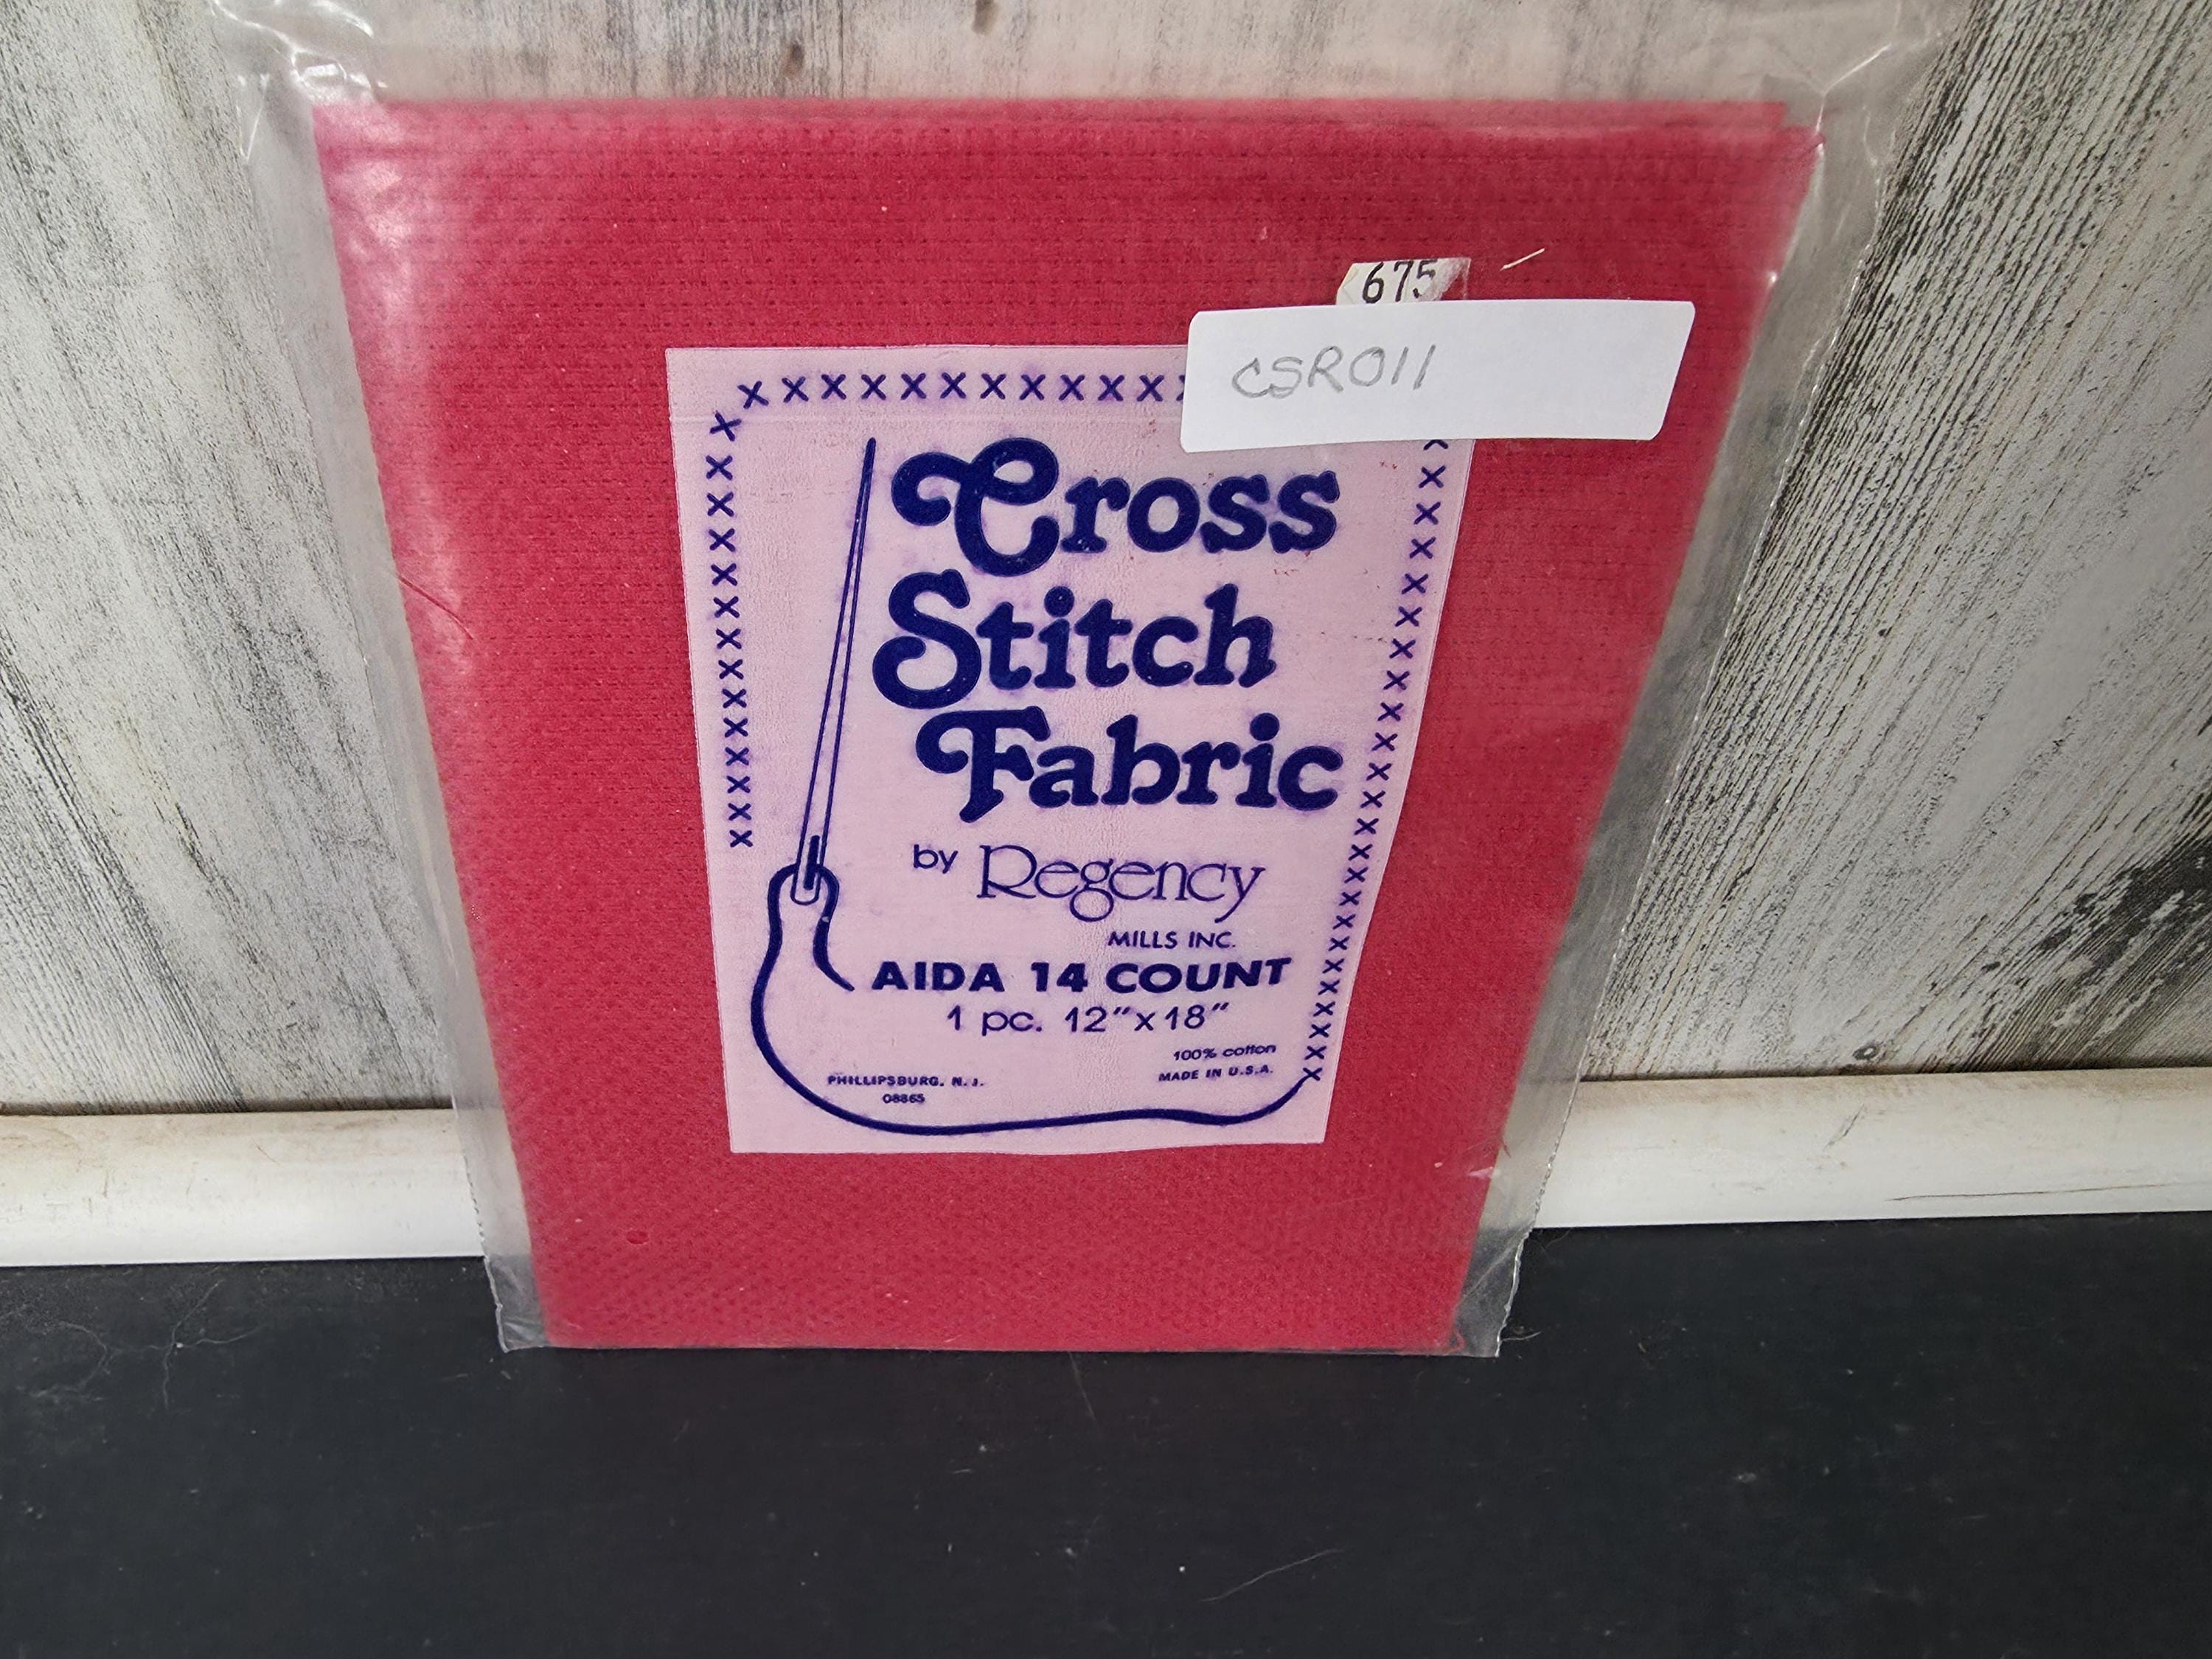 675
CSR011
Cross
Stitch
Fabric
by Regency
MILLS INC.
AIDA 14 COUNT
1 pc. 12"x18"
100% cotton
MADE IN U.S.A.
PHILLIPSBURG, N.J.
08865